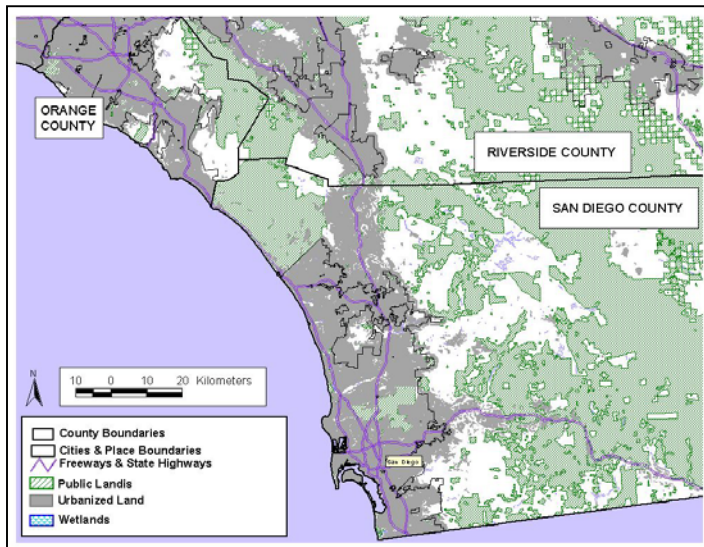 ORANGE
COUNTY
RIVERSIDE COUNTY
SAN DIEGO COUNTY
N
10 0 10 20 Kilometers
County Boundaries
Cities & Place Boundaries
Freeways & State Highways
Public Landis
Urbanized Land
Wetlands
San Diego